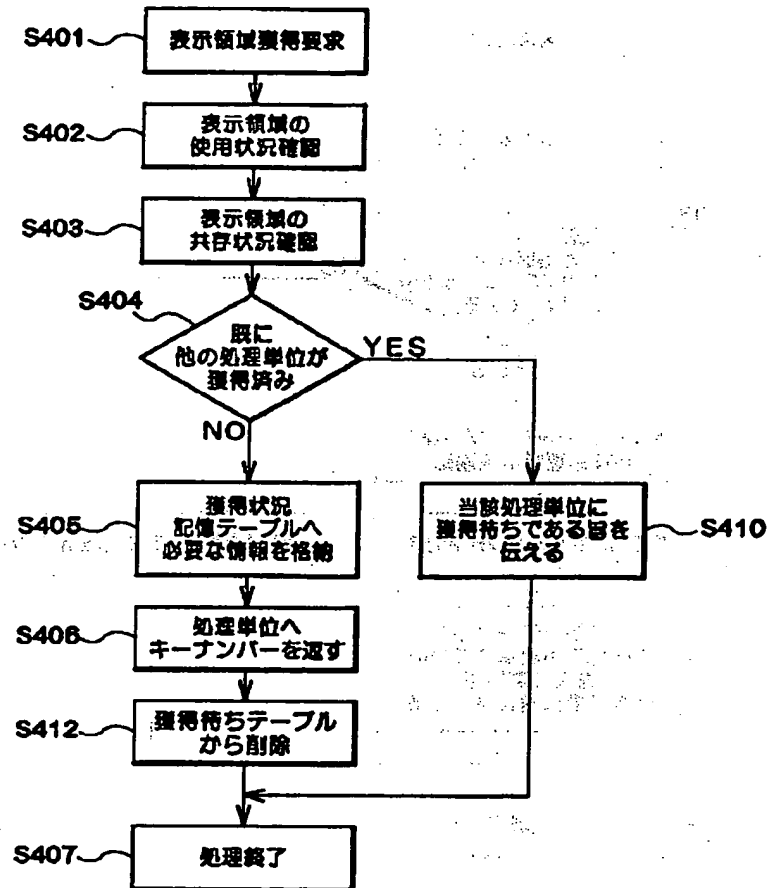 S401
表示領域獲得要求
S402
表示領域の
使用状況確認
S403
表示領域の
共存状況確認
S404
既に
他の処理単位が
獲得済み
YES
NO
S405
獲得状況
記憶テーブルへ
必要な情報を格納
当該処理単位に
獲得待ちである旨を
伝える
S410
S406
処理単位へ
キーナンバーを返す
S412
獲得待ちテーブル
から削除
S407
処理終了